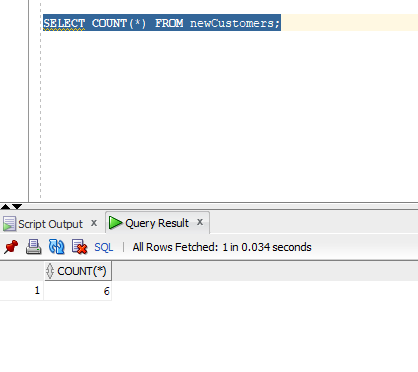 SELECT COUNT(*) FROM newCustomers;
Script Output x Query Result x
SQL | All Rows Fetched: 1 in 0.034 seconds
COUNT(*)
1 6